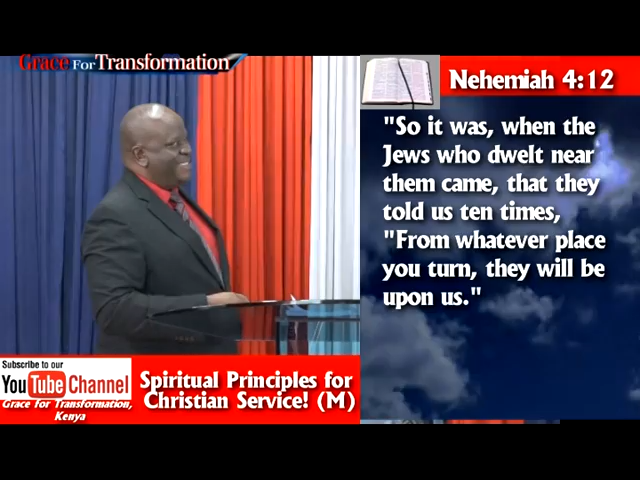 Grace For Transformation
Nehemiah 4:12
"So it was, when the
Jews who dwelt near
them came, that they
told us ten times,
"From whatever place
you turn, they will be
upon us."
Subscribe to our
YouTube Channel
Grace For Transformation,
Kenya
Spiritual Principles for
Christian Service! (M)